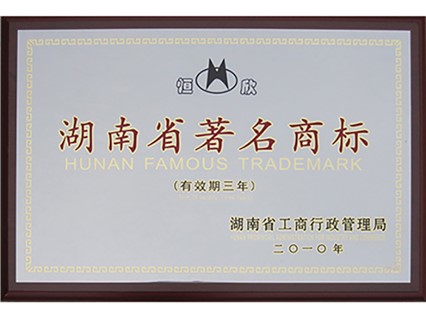 恒欣
湖南省著名商标
HUNAN FAMOUS TRADEMARK
(有效期三年)
湖南省工商行政管理局
二〇一〇年